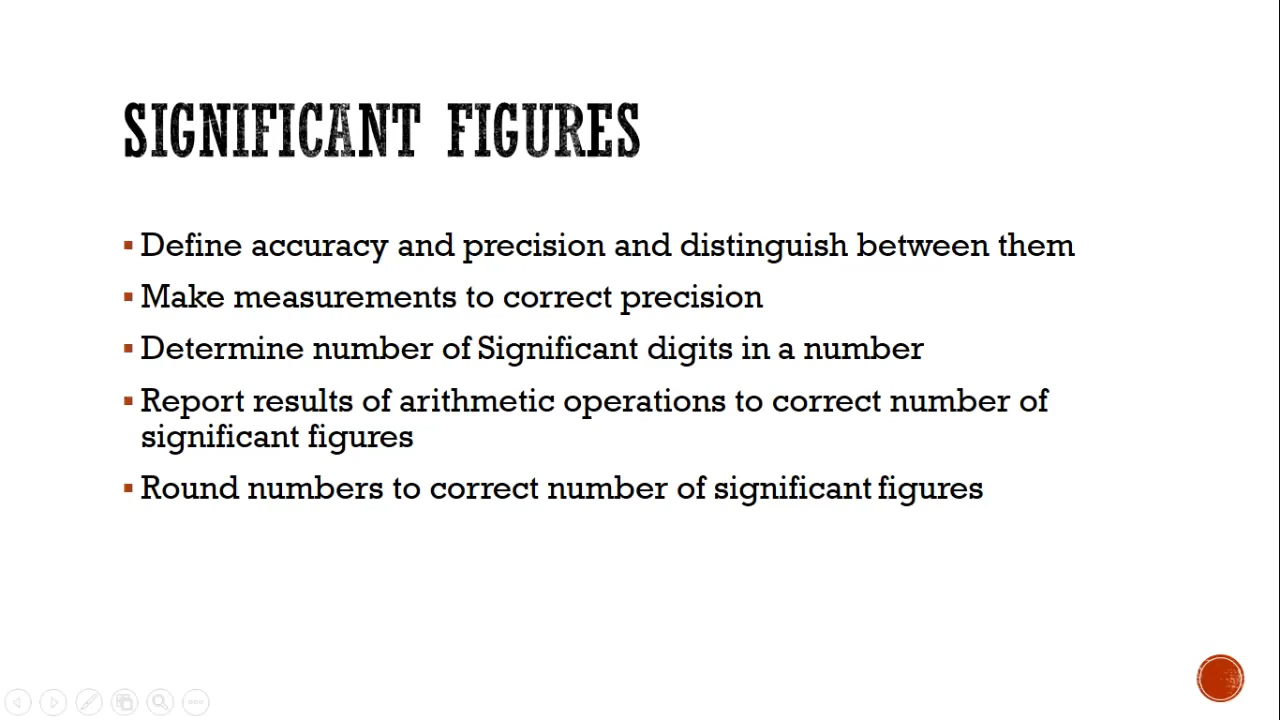 SIGNIFICANT FIGURES
▪ Define accuracy and precision and distinguish between them
▪ Make measurements to correct precision
▪ Determine number of Significant digits in a number
▪ Report results of arithmetic operations to correct number of
significant figures
▪ Round numbers to correct number of significant figures